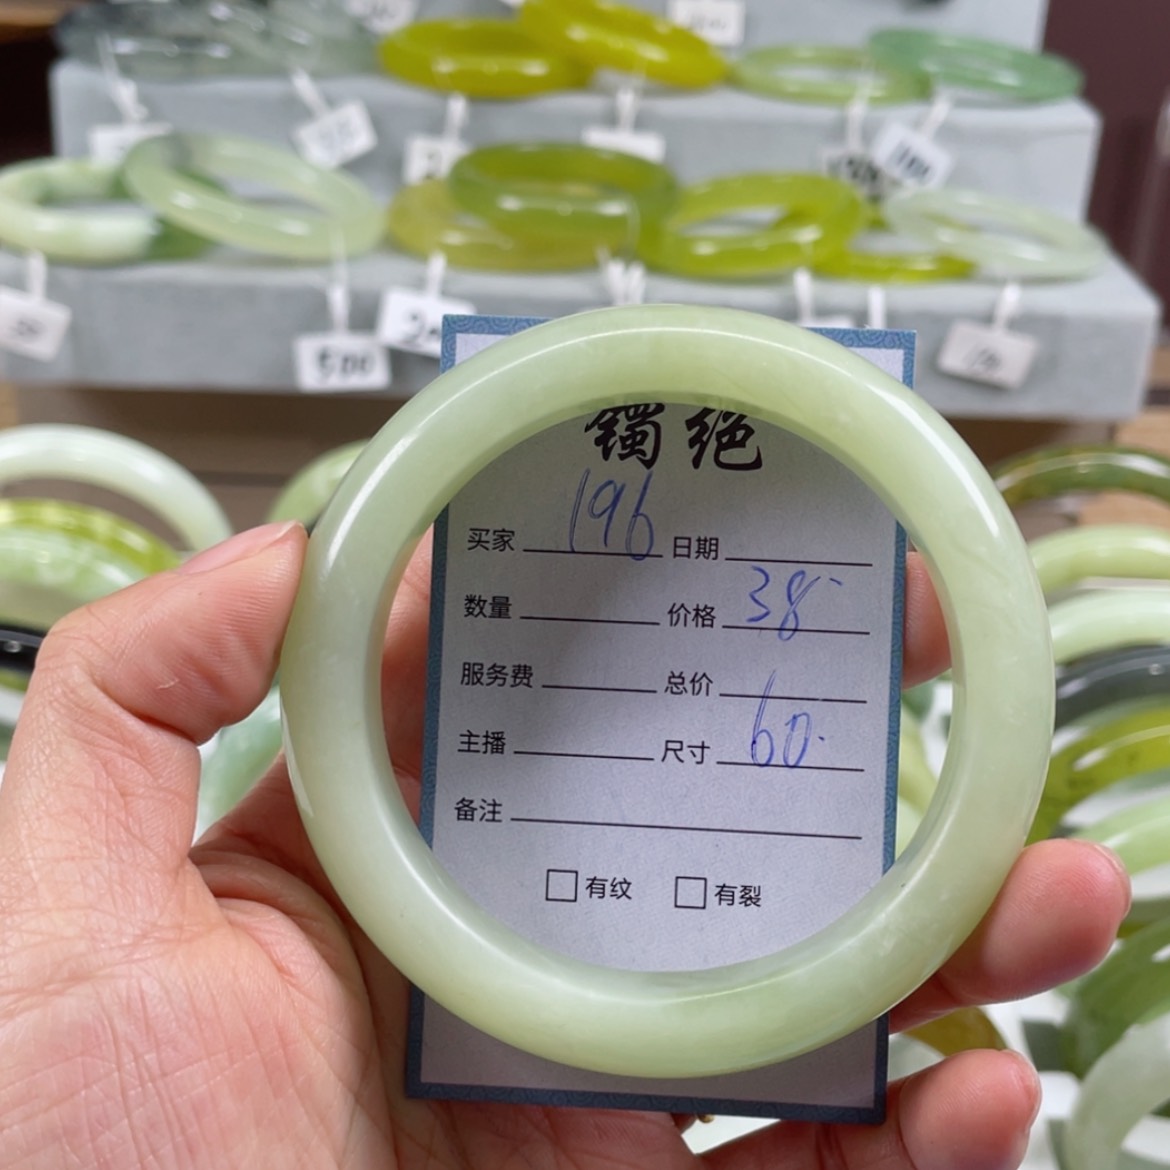 500
镯绝
买家 196 日期
数量 价格 38
服务费 总价
主播 尺寸 60.
备注
□有纹 □有裂